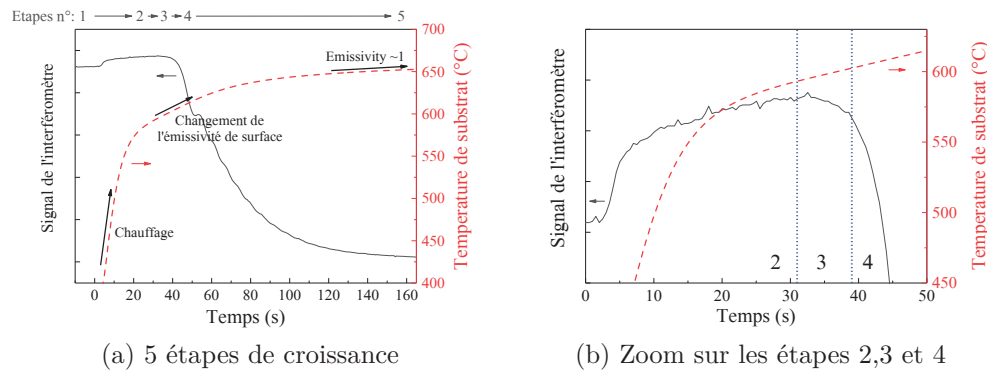 Etapes n°: 1 2 3 4 5
700
650
600
550
500
450
400
Signal de l'interféromètre
Temperature de substrat (°C)
Emissivity ~1
Changement de
l'émissivité de surface
Chauffage
0 20 40 60 80 100 120 140 160
Temps (s)
(a) 5 étapes de croissance
Signal de l'interféromètre
Temperature de substrat (°C)
600
550
500
450
2 3 4
0 10 20 30 40 50
Temps (s)
(b) Zoom sur les étapes 2,3 et 4